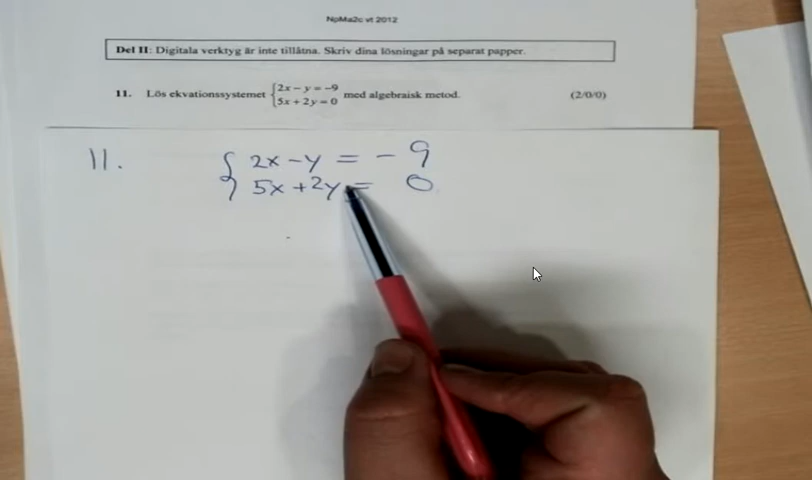 NpMa2c vt 2012
Del II: Digitala verktyg är inte tillåtna. Skriv dina lösningar på separat papper.
11. Lös ekvationssystemet { 2x − y = −9
5x + 2y = 0 med algebraisk metod. (2/0/0)
11. { 2x − y = − 9
5x + 2y = 0